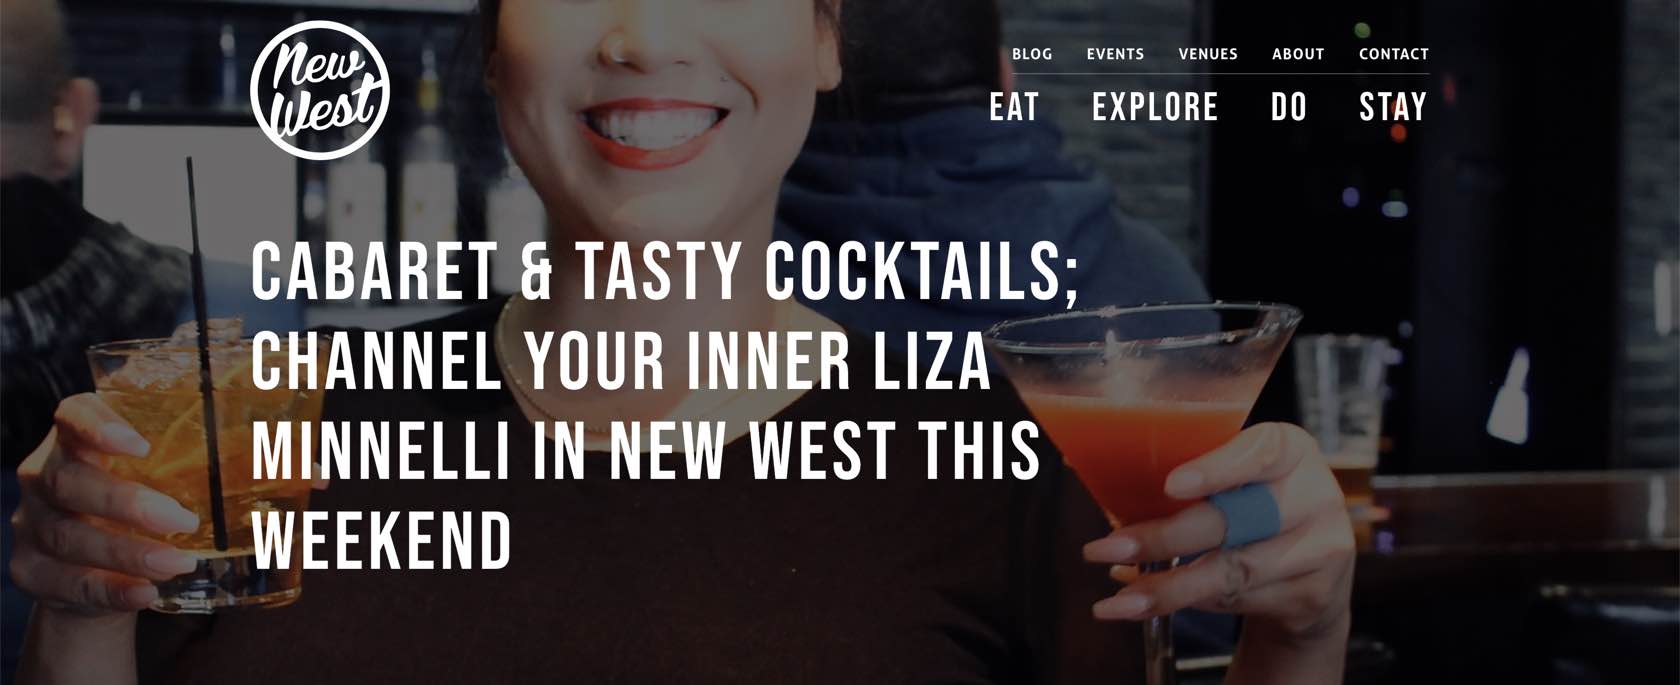 New
West
BLOG EVENTS VENUES ABOUT CONTACT
EAT EXPLORE DO STAY
CABARET & TASTY COCKTAILS;
CHANNEL YOUR INNER LIZA
MINNELLI IN NEW WEST THIS
WEEKEND